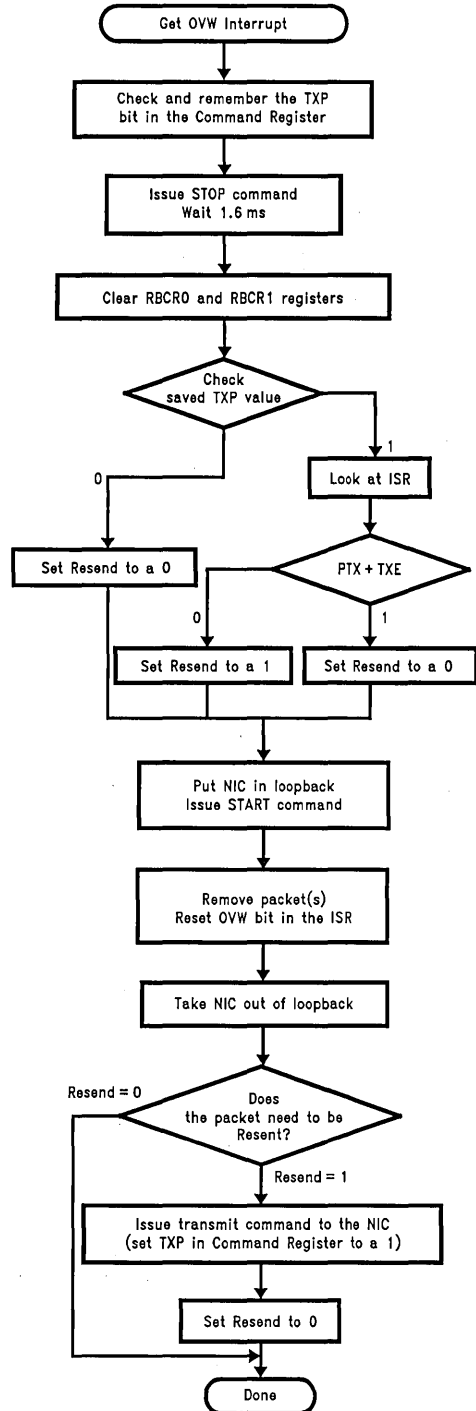 Get OVW Interrupt
Check and remember the TXP
bit in the Command Register
Issue STOP command
Wait 1.6 ms
Clear RBCR0 and RBCR1 registers
Check
saved TXP value
0
1
Look at ISR
Set Resend to a 0
PTX + TXE
0
1
Set Resend to a 1
Set Resend to a 0
Put NIC in loopback
Issue START command
Remove packet(s)
Reset OVW bit in the ISR
Take NIC out of loopback
Resend = 0
Does
the packet need to be
Resent?
Resend = 1
Issue transmit command to the NIC
(set TXP in Command Register to a 1)
Set Resend to 0
Done